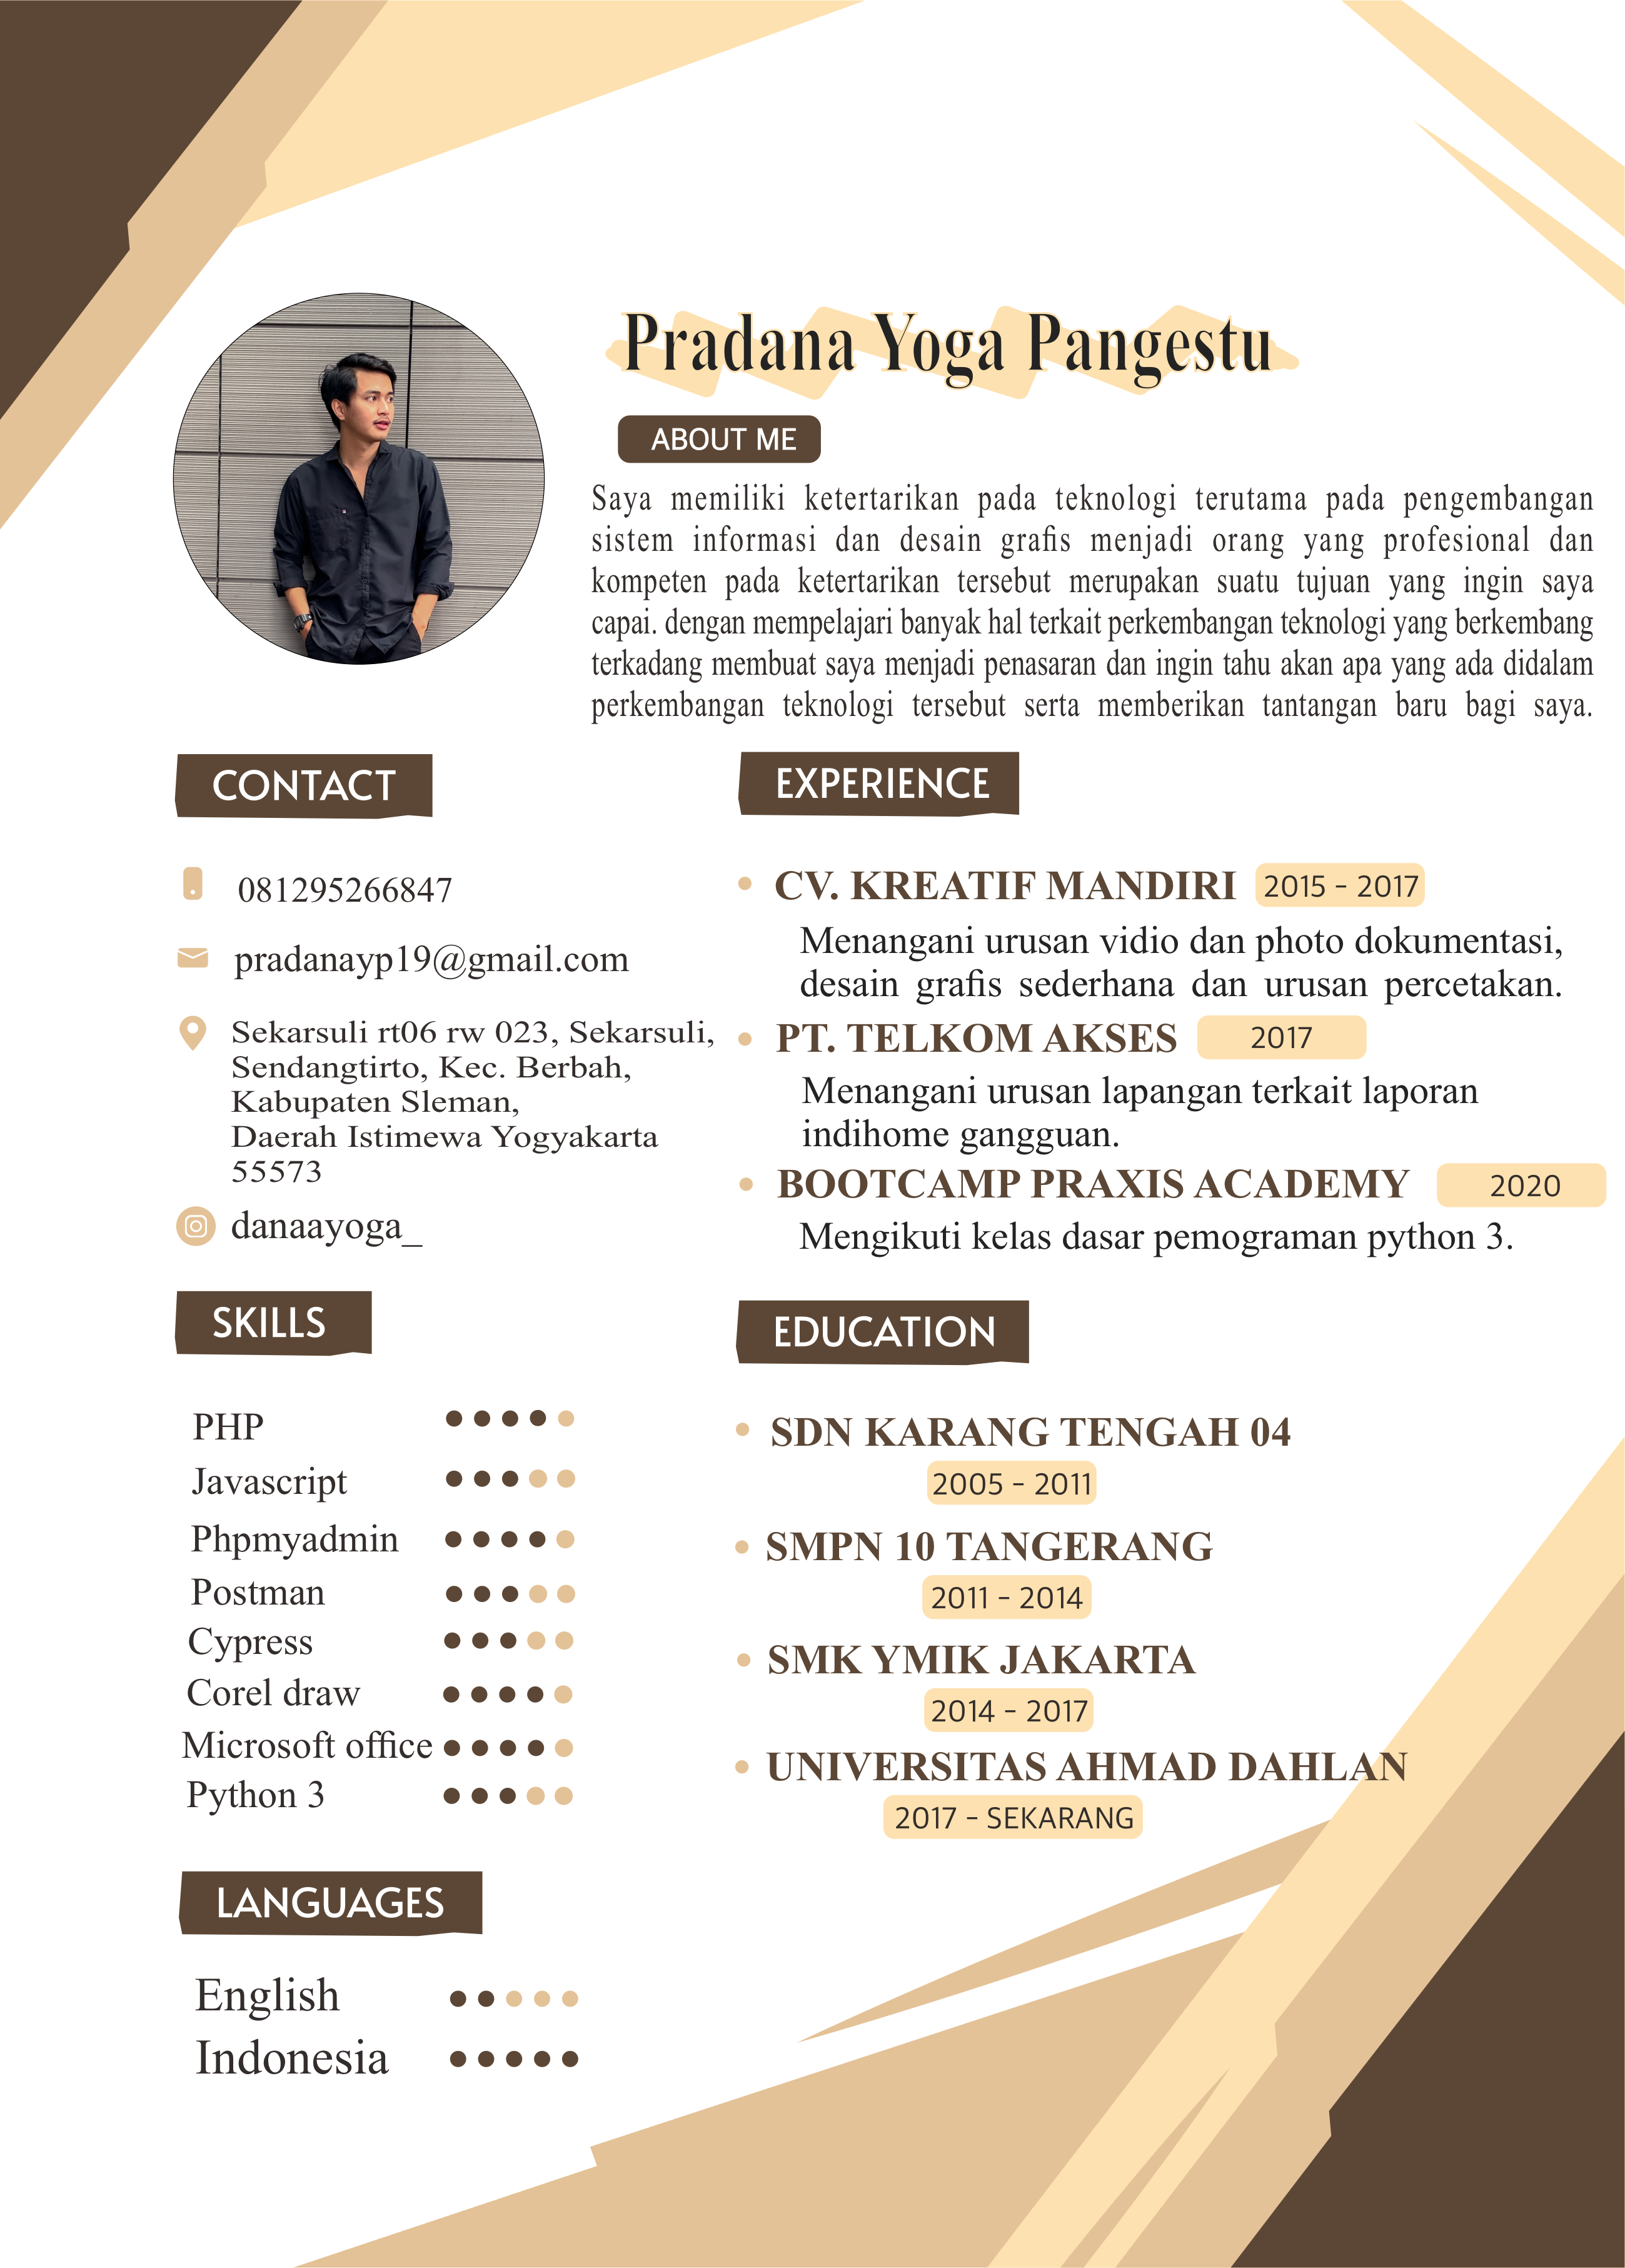 Pradana Yoga Pangestu
ABOUT ME
Saya memiliki ketertarikan pada teknologi terutama pada pengembangan
sistem informasi dan desain grafis menjadi orang yang profesional dan
kompeten pada ketertarikan tersebut merupakan suatu tujuan yang ingin saya
capai. dengan mempelajari banyak hal terkait perkembangan teknologi yang berkembang
terkadang membuat saya menjadi penasaran dan ingin tahu akan apa yang ada didalam
perkembangan teknologi tersebut serta memberikan tantangan baru bagi saya.
CONTACT
081295266847
pradanayp19@gmail.com
Sekarsuli rt06 rw 023, Sekarsuli,
Sendangtirto, Kec. Berbah,
Kabupaten Sleman,
Daerah Istimewa Yogyakarta
55573
danaayoga_
SKILLS
PHP
Javascript
Phpmyadmin
Postman
Cypress
Corel draw
Microsoft office
Python 3
LANGUAGES
English
Indonesia
EXPERIENCE
CV. KREATIF MANDIRI 2015 - 2017
Menangani urusan vidio dan photo dokumentasi,
desain grafis sederhana dan urusan percetakan.
PT. TELKOM AKSES 2017
Menangani urusan lapangan terkait laporan
indihome gangguan.
BOOTCAMP PRAXIS ACADEMY 2020
Mengikuti kelas dasar pemograman python 3.
EDUCATION
SDN KARANG TENGAH 04
2005 - 2011
SMPN 10 TANGERANG
2011 - 2014
SMK YMIK JAKARTA
2014 - 2017
UNIVERSITAS AHMAD DAHLAN
2017 - SEKARANG